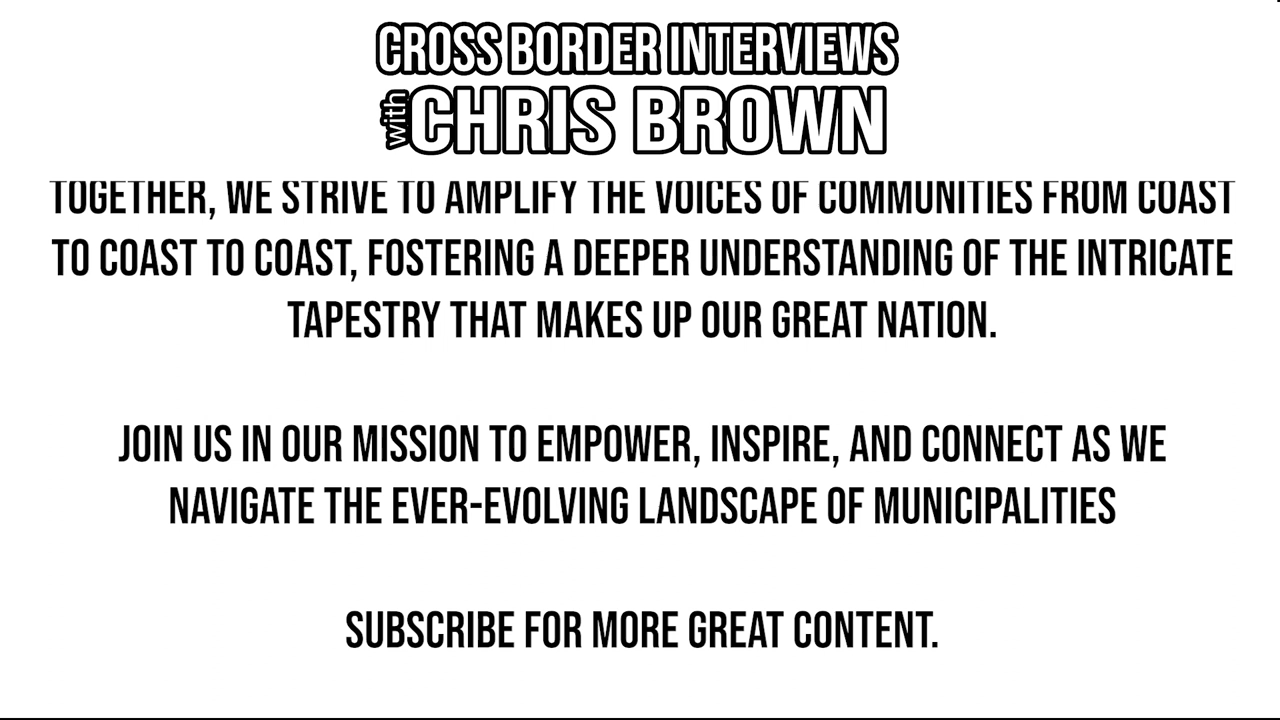 CROSS BORDER INTERVIEWS
with CHRIS BROWN
TOGETHER, WE STRIVE TO AMPLIFY THE VOICES OF COMMUNITIES FROM COAST
TO COAST TO COAST, FOSTERING A DEEPER UNDERSTANDING OF THE INTRICATE
TAPESTRY THAT MAKES UP OUR GREAT NATION.
JOIN US IN OUR MISSION TO EMPOWER, INSPIRE, AND CONNECT AS WE
NAVIGATE THE EVER-EVOLVING LANDSCAPE OF MUNICIPALITIES
SUBSCRIBE FOR MORE GREAT CONTENT.